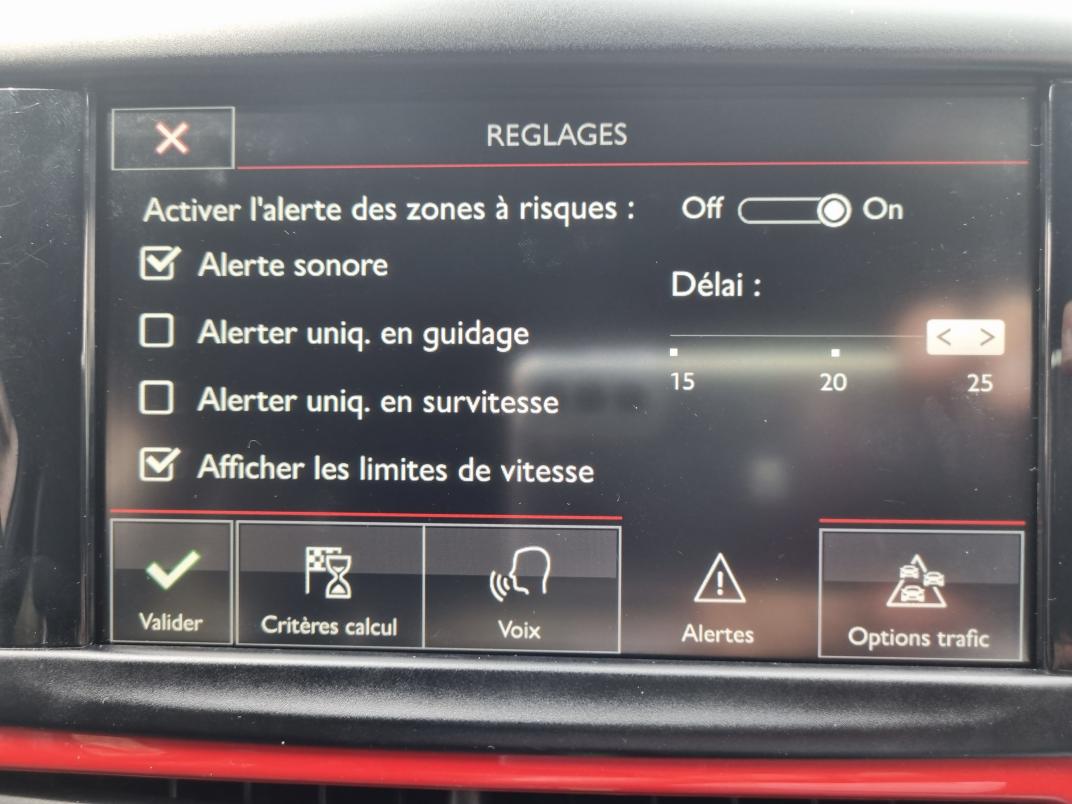 REGLAGES
Activer l'alerte des zones à risques : Off On
Alerte sonore
Délai :
Alerter uniq. en guidage
< >
15 20 25
Alerter uniq. en survitesse
Afficher les limites de vitesse
Valider Critères calcul Voix Alertes Options trafic